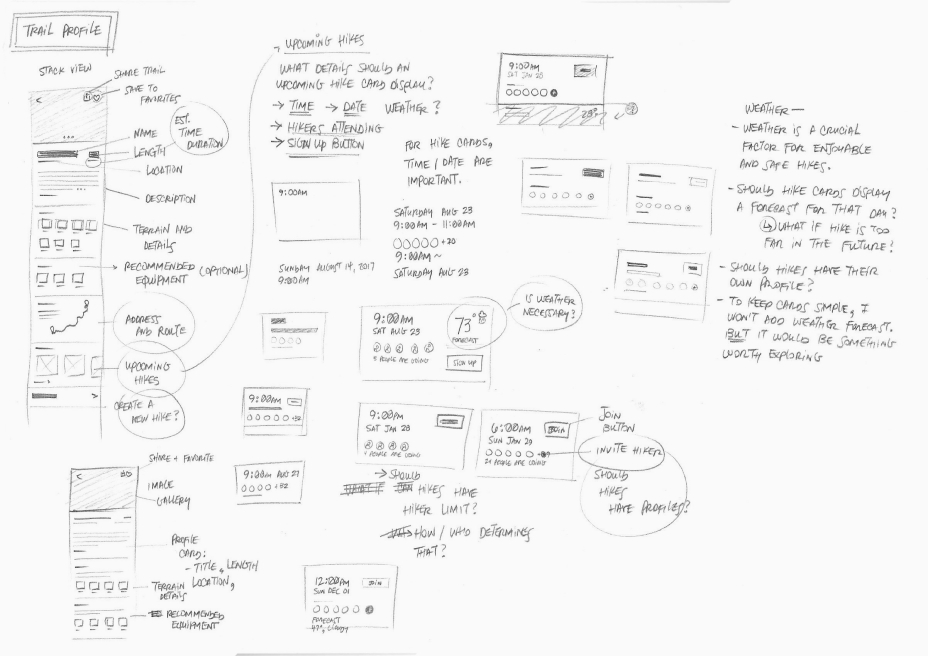 TRAIL PROFILE
STACK VIEW
SHARE TRAIL
SAVE TO
FAVORITES
EST.
TIME
DURATION
NAME
LENGTH
LOCATION
DESCRIPTION
TERRAIN AND
DETAILS
RECOMMENDED
EQUIPMENT (OPTIONAL)
ADDRESS
AND ROUTE
UPCOMING
HIKES
CREATE A
NEW HIKE?
SHARE + FAVORITE
IMAGE
GALLERY
PROFILE
CARD:
- TITLE, LENGTH
LOCATION,
TERRAIN
DETAILS
RECOMMENDED
EQUIPMENT
→ UPCOMING HIKES
WHAT DETAILS SHOULD AN
UPCOMING HIKE CARD DISPLAY?
→ TIME → DATE WEATHER?
→ HIKERS ATTENDING
→ SIGN UP BUTTON
9:00AM
SUNDAY AUGUST 14, 2017
9:00AM
FOR HIKE CARDS,
TIME / DATE ARE
IMPORTANT.
SATURDAY AUG 23
9:00AM - 11:00AM
+20
9:00AM ~
SATURDAY AUG 23
9:00AM
SAT JAN 28
28°
9:00AM
SAT AUG 23
5 PEOPLE ARE GOING
73°
FORECAST
SIGN UP
IS WEATHER
NECESSARY?
9:00AM
+32
9:00AM AUG 27
+32
9:00AM
SAT JAN 28
4 PEOPLE ARE GOING
6:00AM
SUN JAN 29
JOIN
+19
24 PEOPLE ARE GOING
JOIN
BUTTON
INVITE HIKER
SHOULD
HIKES
HAVE PROFILES?
→ SHOULD
WHAT IF CAN HIKES HAVE
HIKER LIMIT?
HOW / WHO DETERMINES
THAT?
12:00AM
SUN DEC 01
JOIN
FORECAST
47°, CLOUDY
WEATHER —
- WEATHER IS A CRUCIAL
FACTOR FOR ENJOYABLE
AND SAFE HIKES.
- SHOULD HIKE CARDS DISPLAY
A FORECAST FOR THAT DAY?
↳ WHAT IF HIKE IS TOO
FAR IN THE FUTURE?
- SHOULD HIKES HAVE THEIR
OWN PROFILE?
- TO KEEP CARDS SIMPLE, I
WON'T ADD WEATHER FORECAST.
BUT IT WOULD BE SOMETHING
WORTH EXPLORING